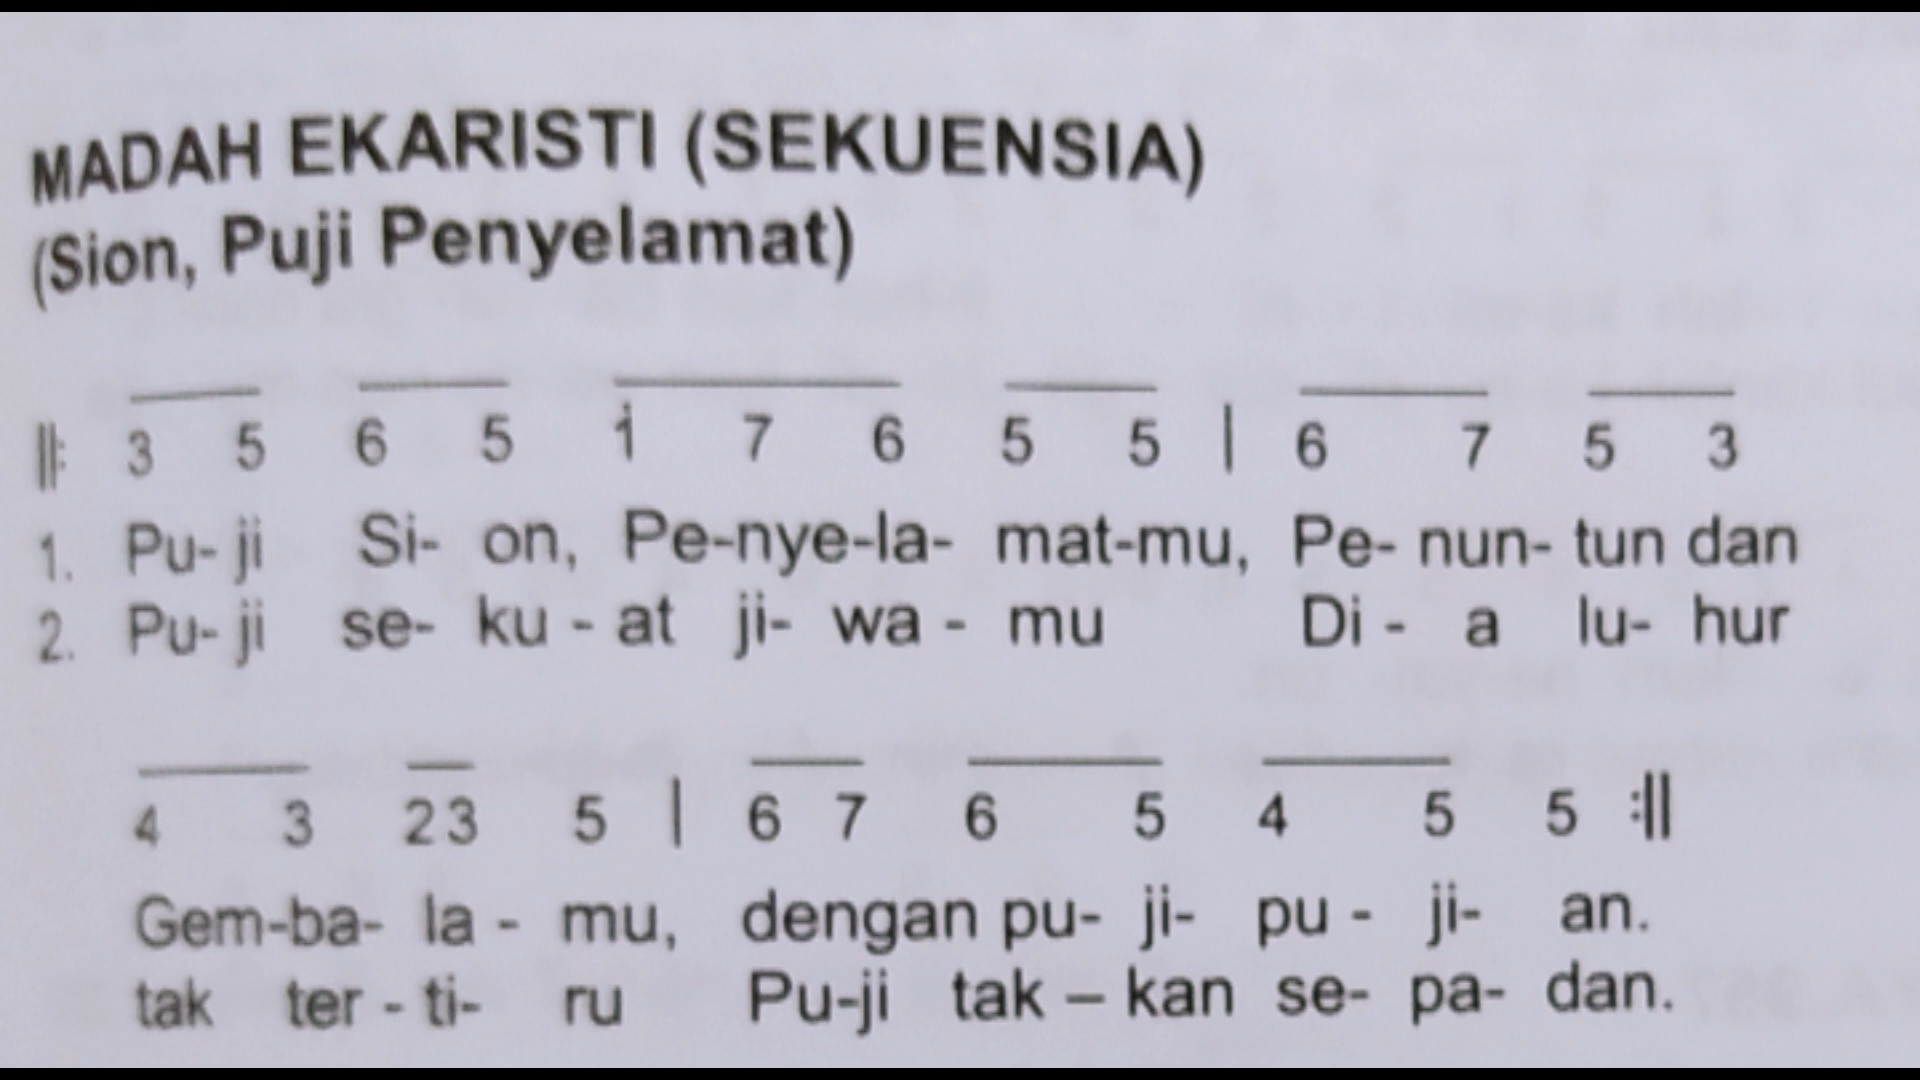 MADAH EKARISTI (SEKUENSIA)
(Sion, Puji Penyelamat)
||: 3 5 6 5 1̇ 7 6 5 5 | 6 7 5 3
1. Pu- ji Si- on, Pe-nye-la- mat-mu, Pe- nun- tun dan
2. Pu- ji se- ku - at ji- wa - mu Di - a lu- hur
4 3 23 5 | 6 7 6 5 4 5 5 :||
Gem-ba- la - mu, dengan pu- ji- pu - ji- an.
tak ter - ti- ru Pu-ji tak – kan se- pa- dan.